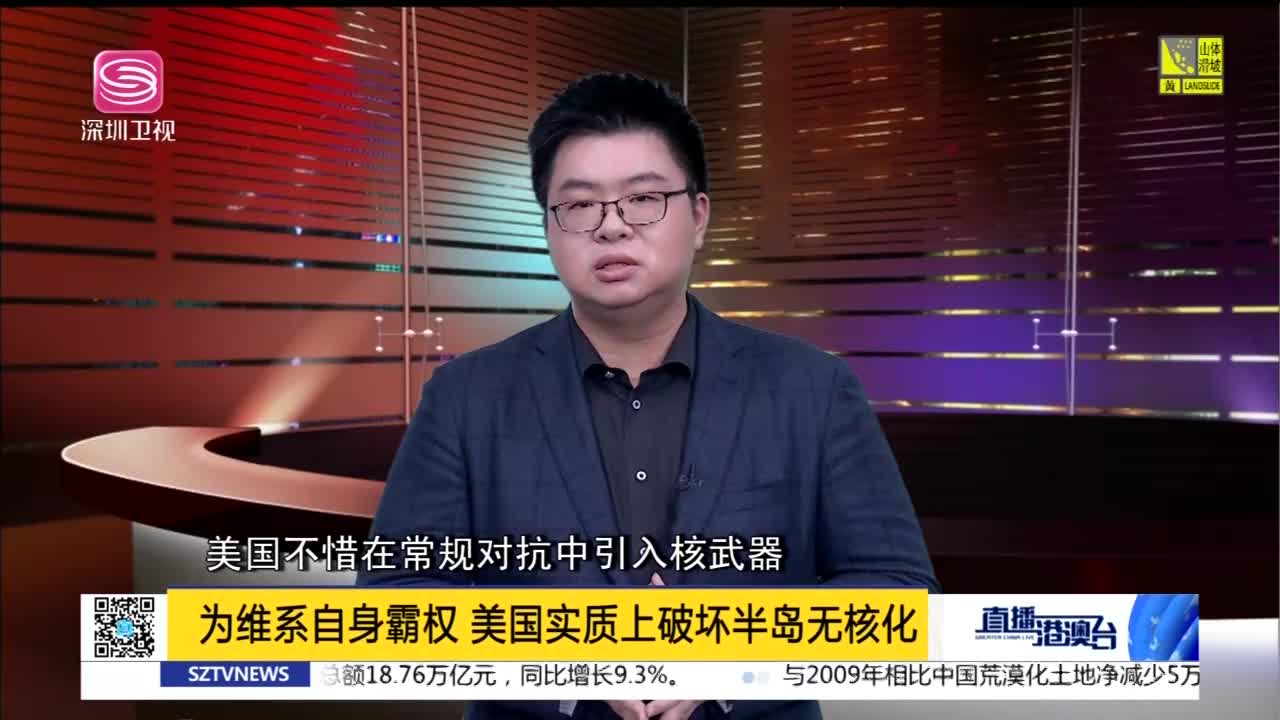 深圳卫视
山体
滑坡
黄 LANDSLIDE
美国不惜在常规对抗中引入核武器
为维系自身霸权 美国实质上破坏半岛无核化
直播港澳台
GREATER CHINA LIVE
SZTVNEWS
总额18.76万亿元，同比增长9.3%。 与2009年相比中国荒漠化土地净减少5万